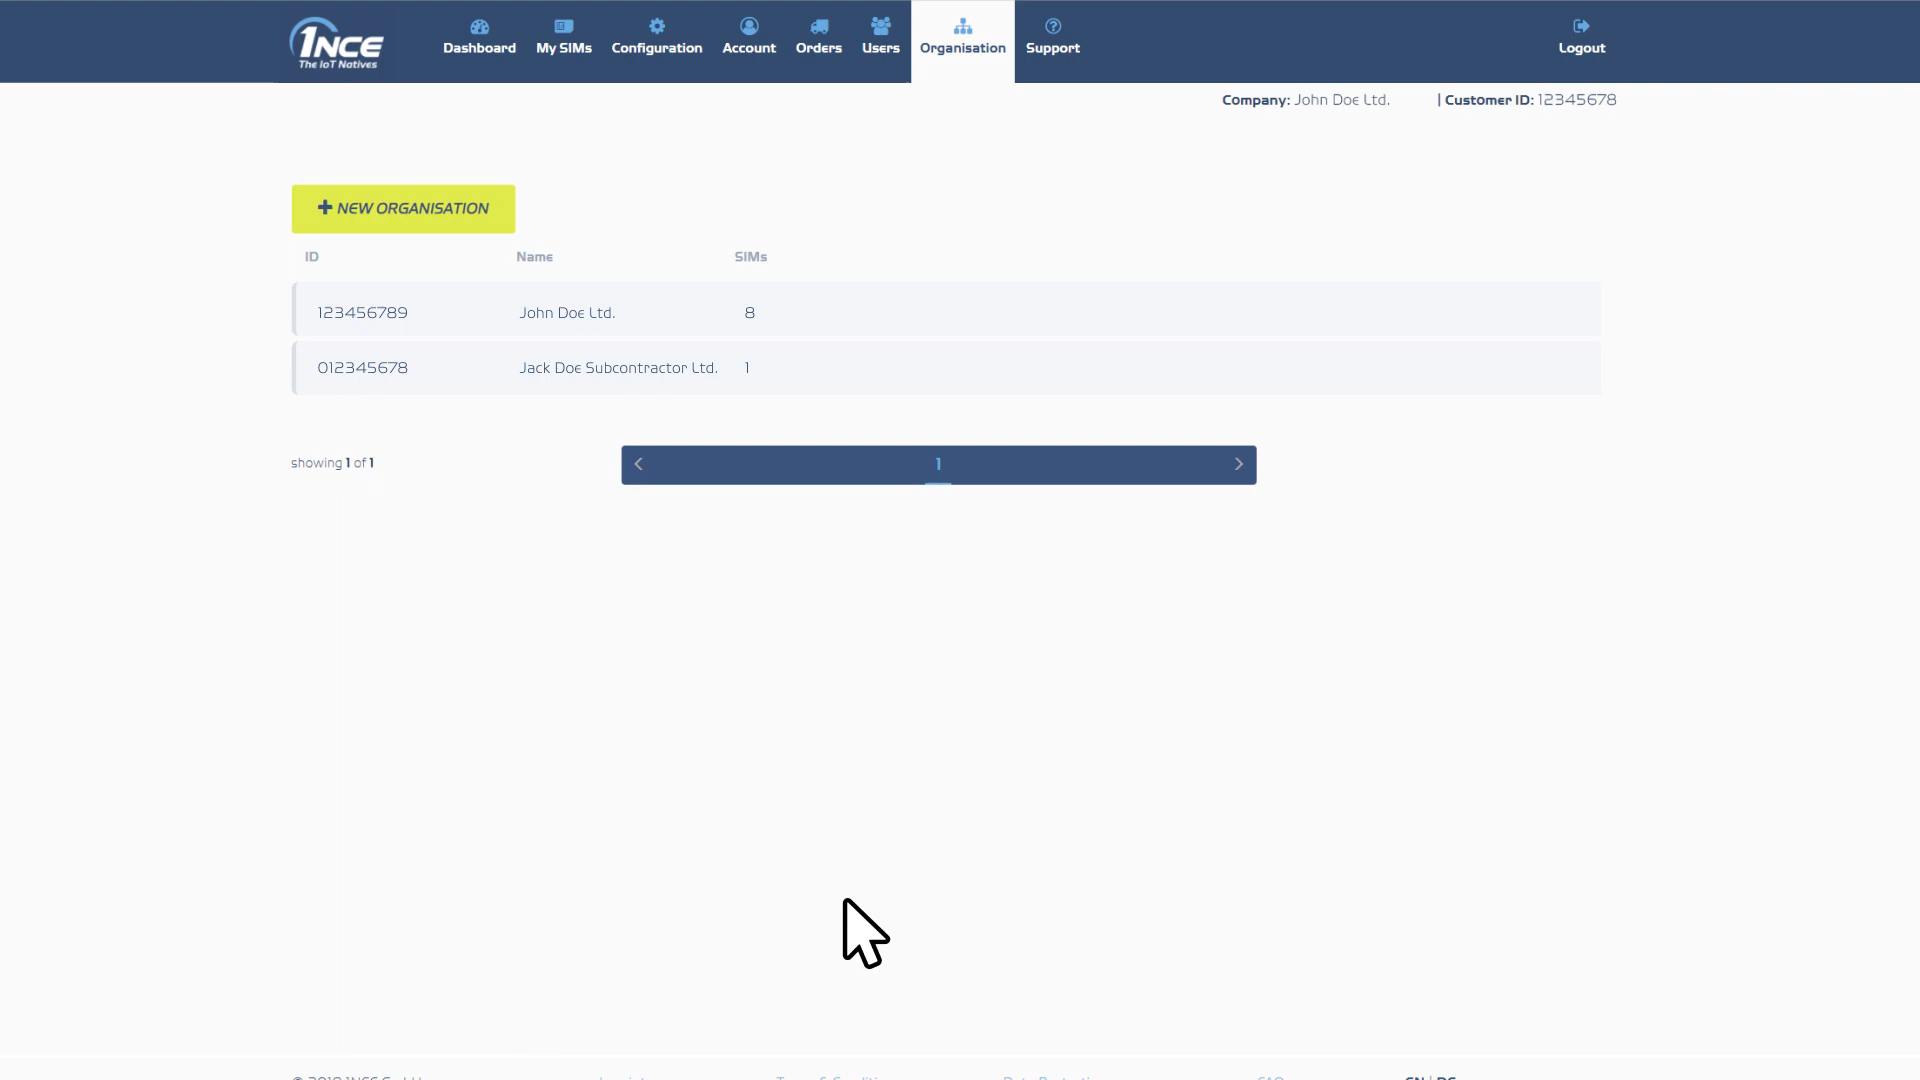 1NCE
The IoT Natives
Dashboard My SIMs Configuration Account Orders Users Organisation Support Logout
Company: John Doe Ltd. | Customer ID: 12345678
+ NEW ORGANISATION
ID Name SIMs
123456789 John Doe Ltd. 8
012345678 Jack Doe Subcontractor Ltd. 1
showing 1 of 1
< 1 >